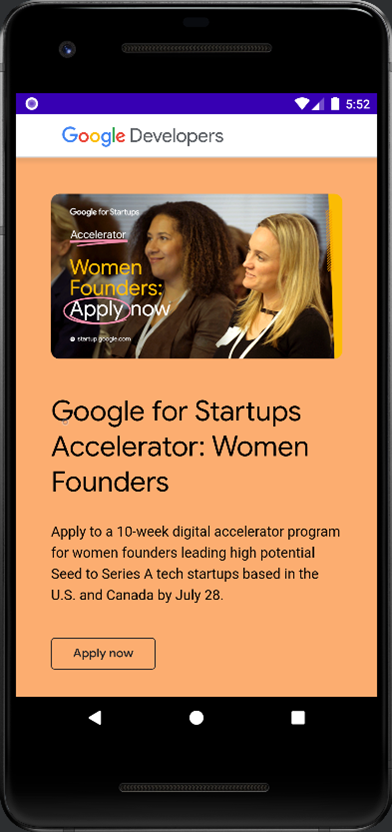 5:52
Google Developers
Google for Startups
Accelerator
Women
Founders:
Apply now
startup.google.com
Google for Startups
Accelerator: Women
Founders
Apply to a 10-week digital accelerator program
for women founders leading high potential
Seed to Series A tech startups based in the
U.S. and Canada by July 28.
Apply now